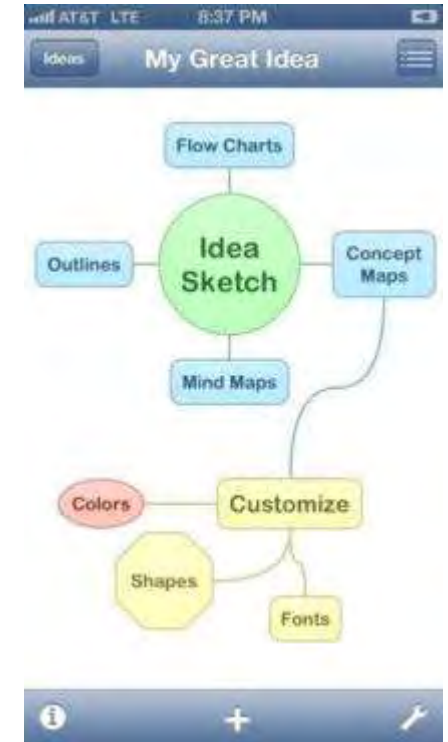 AT&T LTE 8:37 PM
Ideas My Great Idea
Flow Charts
Idea
Sketch
Outlines
Concept
Maps
Mind Maps
Colors
Customize
Shapes
Fonts